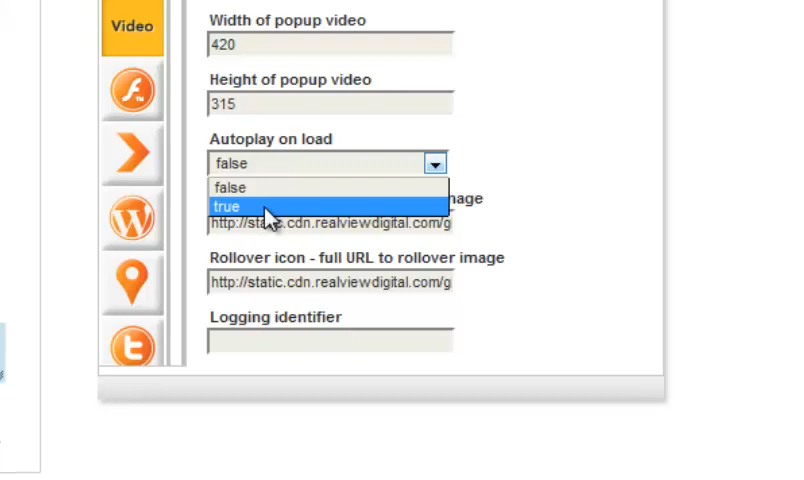 Video
Width of popup video
420
Height of popup video
315
Autoplay on load
false
false
true
http://static.cdn.realviewdigital.com/g
Rollover icon - full URL to rollover image
http://static.cdn.realviewdigital.com/g
Logging identifier